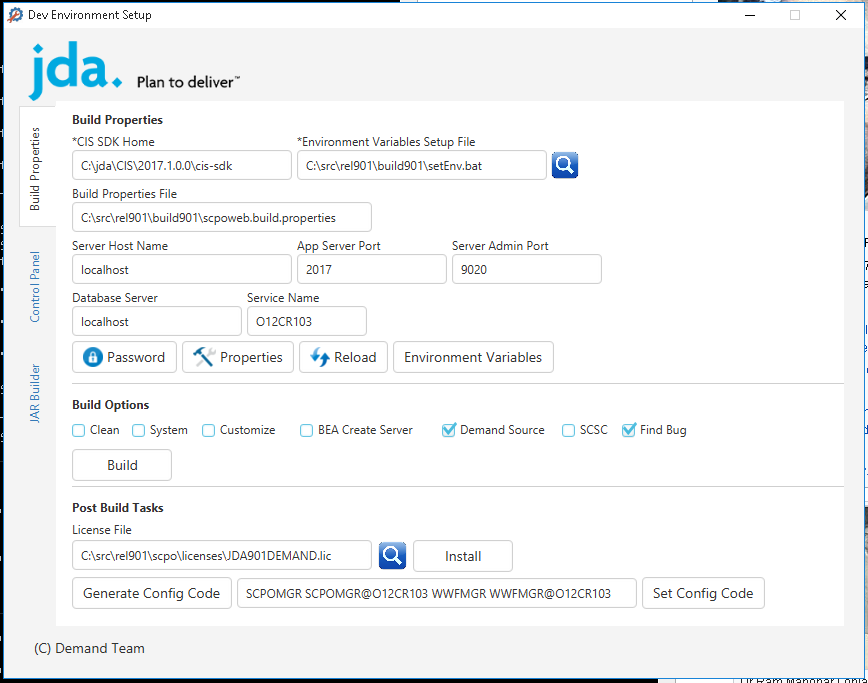 Dev Environment Setup
jda.
Plan to deliver™
Build Properties
Control Panel
JAR Builder
Build Properties
*CIS SDK Home *Environment Variables Setup File
C:\jda\CIS\2017.1.0.0\cis-sdk C:\src\rel901\build901\setEnv.bat
Build Properties File
C:\src\rel901\build901\scpoweb.build.properties
Server Host Name App Server Port Server Admin Port
localhost 2017 9020
Database Server Service Name
localhost O12CR103
Password Properties Reload Environment Variables
Build Options
Clean System Customize BEA Create Server Demand Source SCSC Find Bug
Build
Post Build Tasks
License File
C:\src\rel901\scpo\licenses\JDA901DEMAND.lic Install
Generate Config Code SCPOMGR SCPOMGR@O12CR103 WWFMGR WWFMGR@O12CR103 Set Config Code
(C) Demand Team